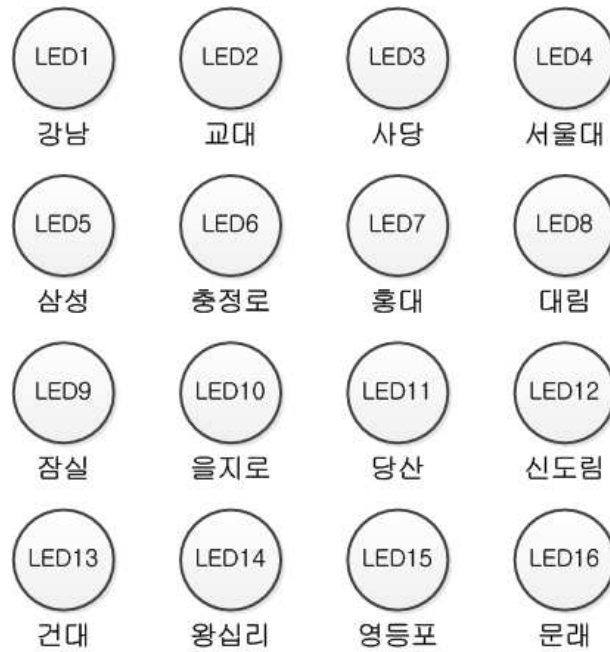 LED1 LED2 LED3 LED4
강남 교대 사당 서울대
LED5 LED6 LED7 LED8
삼성 충정로 홍대 대림
LED9 LED10 LED11 LED12
잠실 을지로 당산 신도림
LED13 LED14 LED15 LED16
건대 왕십리 영등포 문래